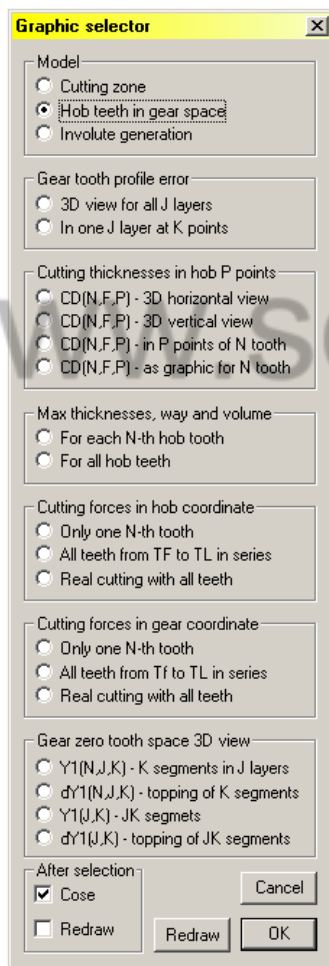 Graphic selector
Model
Cutting zone
Hob teeth in gear space
Involute generation
Gear tooth profile error
3D view for all J layers
In one J layer at K points
Cutting thicknesses in hob P points
CD(N,F,P) - 3D horizontal view
CD(N,F,P) - 3D vertical view
CD(N,F,P) - in P points of N tooth
CD(N,F,P) - as graphic for N tooth
www.s
Max thicknesses, way and volume
For each N-th hob tooth
For all hob teeth
Cutting forces in hob coordinate
Only one N-th tooth
All teeth from TF to TL in series
Real cutting with all teeth
Cutting forces in gear coordinate
Only one N-th tooth
All teeth from Tf to TL in series
Real cutting with all teeth
Gear zero tooth space 3D view
Y1(N,J,K) - K segments in J layers
dY1(N,J,K) - topping of K segments
Y1(J,K) - JK segmets
dY1(J,K) - topping of JK segments
After selection
Cose
Redraw
Cancel
Redraw
OK